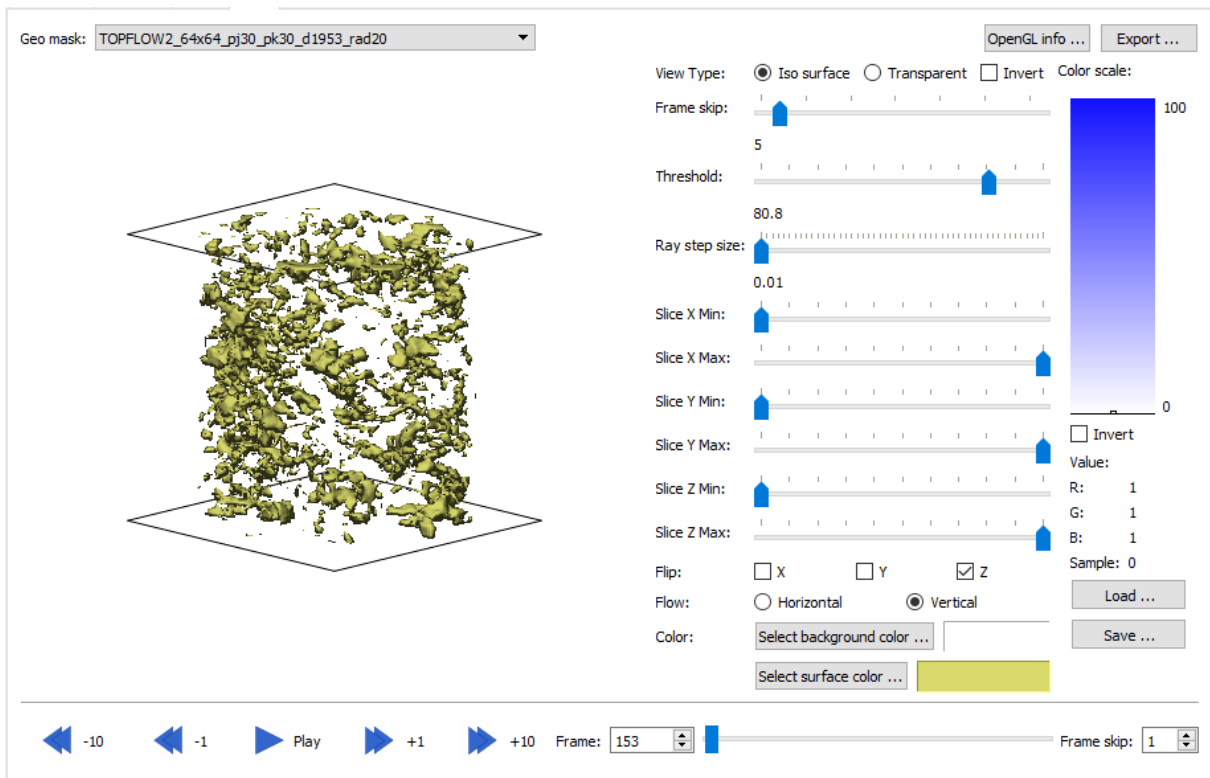 Geo mask: TOPFLOW2_64x64_pj30_pk30_d1953_rad20
OpenGL info ... Export ...
View Type: Iso surface Transparent Invert Color scale:
Frame skip:
5
100
Threshold:
80.8
Ray step size:
0.01
Slice X Min:
Slice X Max:
Slice Y Min:
0
Invert
Slice Y Max:
Value:
Slice Z Min:
R: 1
G: 1
Slice Z Max:
B: 1
Sample: 0
Flip: X Y Z
Flow: Horizontal Vertical
Load ...
Color: Select background color ...
Save ...
Select surface color ...
-10 -1 Play +1 +10 Frame: 153 Frame skip: 1